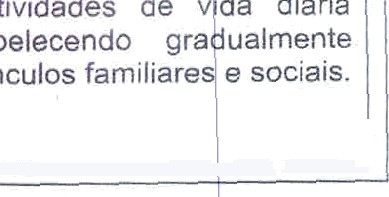 tividades de vida diária
belecendo gradualmente
nculos familiares e sociais.